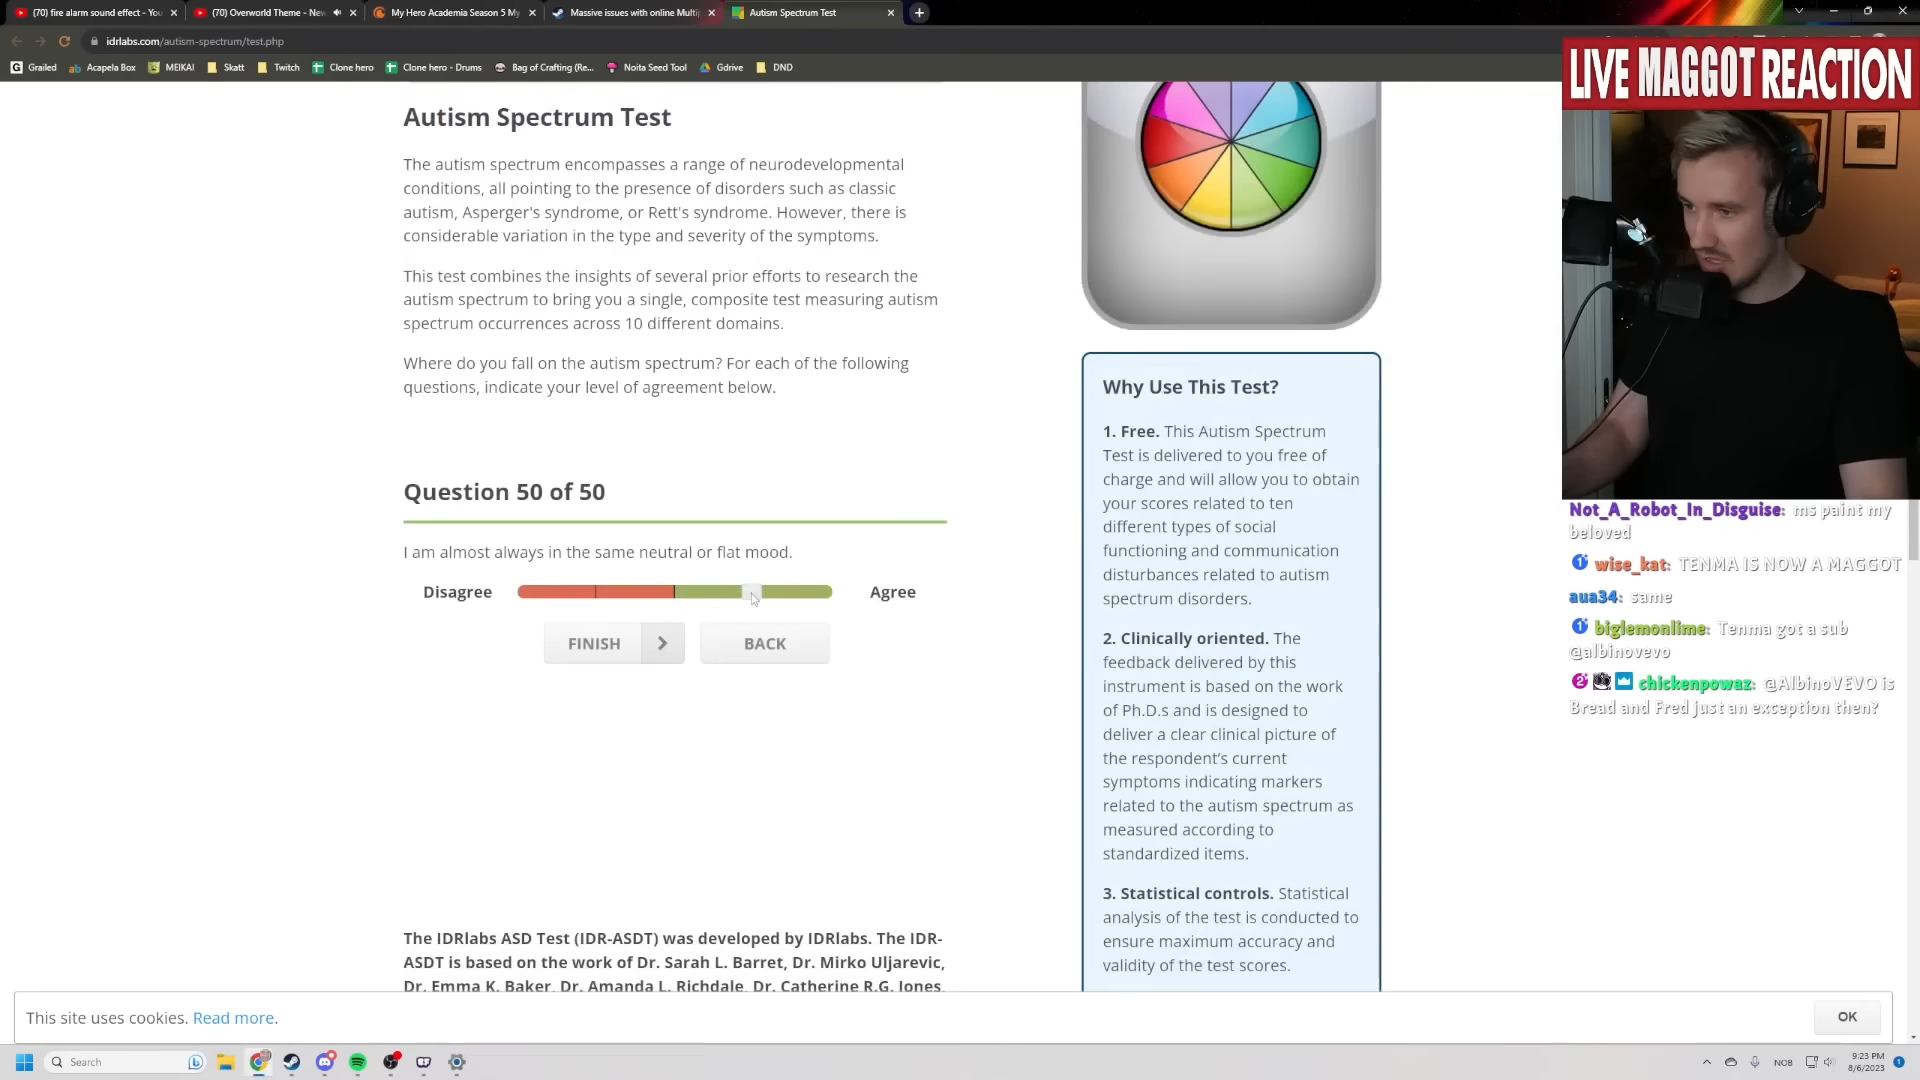 (70) fire alarm sound effect - You
(70) Overworld Theme - New
My Hero Academia Season 5 My
Massive issues with online Multip
Autism Spectrum Test
idrlabs.com/autism-spectrum/test.php
Grailed
Acapela Box
MEIKAI
Skatt
Twitch
Clone hero
Clone hero - Drums
Bag of Crafting (Re...
Noita Seed Tool
Gdrive
DND
LIVE MAGGOT REACTION
Autism Spectrum Test
The autism spectrum encompasses a range of neurodevelopmental
conditions, all pointing to the presence of disorders such as classic
autism, Asperger's syndrome, or Rett's syndrome. However, there is
considerable variation in the type and severity of the symptoms.
This test combines the insights of several prior efforts to research the
autism spectrum to bring you a single, composite test measuring autism
spectrum occurrences across 10 different domains.
Where do you fall on the autism spectrum? For each of the following
questions, indicate your level of agreement below.
Question 50 of 50
I am almost always in the same neutral or flat mood.
Disagree
Agree
FINISH
BACK
The IDRlabs ASD Test (IDR-ASDT) was developed by IDRlabs. The IDR-
ASDT is based on the work of Dr. Sarah L. Barret, Dr. Mirko Uljarevic,
Dr. Emma K. Baker, Dr. Amanda L. Richdale, Dr. Catherine R.G. Jones,
Why Use This Test?
1. Free. This Autism Spectrum
Test is delivered to you free of
charge and will allow you to obtain
your scores related to ten
different types of social
functioning and communication
disturbances related to autism
spectrum disorders.
2. Clinically oriented. The
feedback delivered by this
instrument is based on the work
of Ph.D.s and is designed to
deliver a clear clinical picture of
the respondent's current
symptoms indicating markers
related to the autism spectrum as
measured according to
standardized items.
3. Statistical controls. Statistical
analysis of the test is conducted to
ensure maximum accuracy and
validity of the test scores.
Not_A_Robot_In_Disguise: ms paint my
beloved
wise_kat: TENMA IS NOW A MAGGOT
aua34: same
biglemonlime: Tenma got a sub
@albinovevo
chickenpowaz: @AlbinoVEVO is
Bread and Fred just an exception then?
This site uses cookies. Read more.
OK
Search
NOB
9:23 PM
8/6/2023